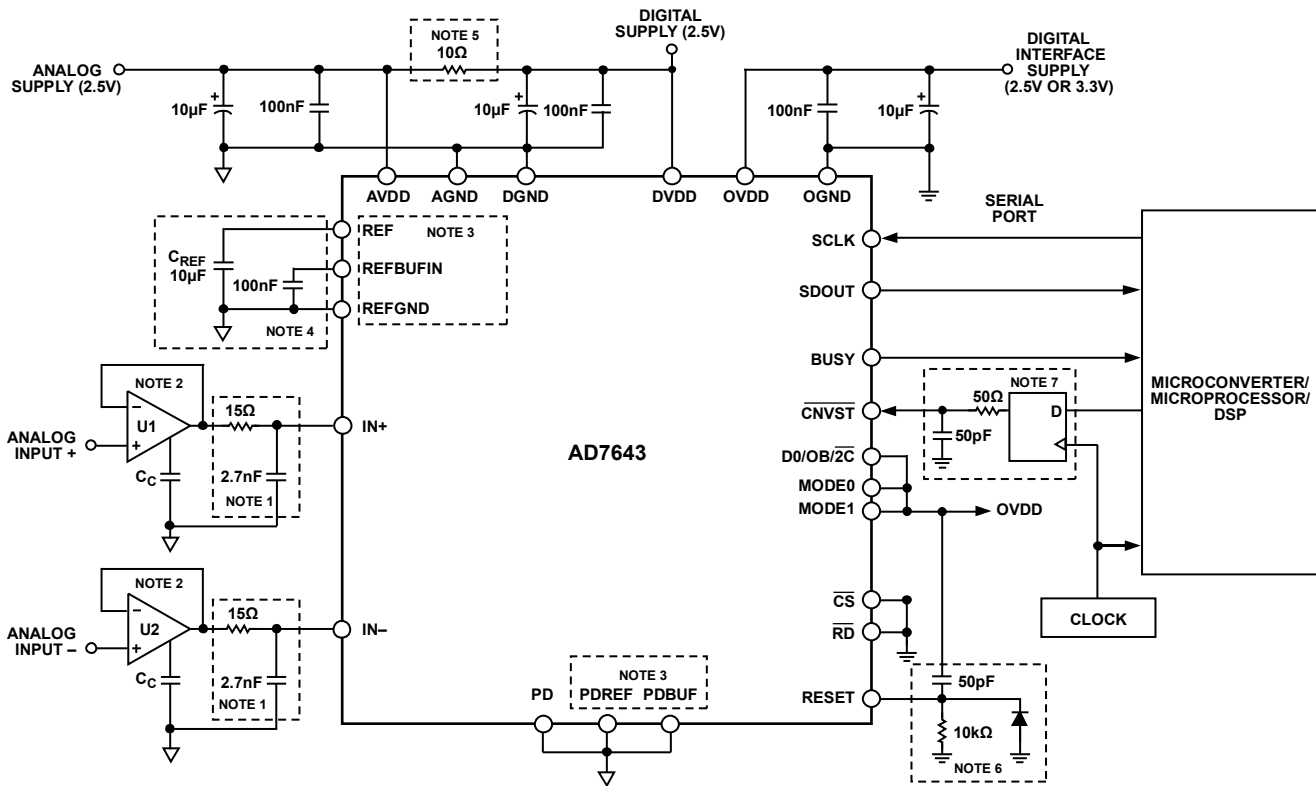 ANALOG
SUPPLY (2.5V)
NOTE 5
10Ω
DIGITAL
SUPPLY (2.5V)
DIGITAL
INTERFACE
SUPPLY
(2.5V OR 3.3V)
+
10µF
100nF
+
10µF
100nF
100nF
+
10µF
AVDD
AGND
DGND
DVDD
OVDD
OGND
SERIAL
PORT
C_REF
10µF
100nF
NOTE 4
REF
REFBUFIN
REFGND
NOTE 3
SCLK
SDOUT
BUSY
CNVST
D0/OB/2C
MODE0
MODE1
CS
RD
RESET
NOTE 7
50Ω
D
50pF
OVDD
MICROCONVERTER/
MICROPROCESSOR/
DSP
CLOCK
AD7643
NOTE 2
–
U1
+
ANALOG
INPUT +
C_C
15Ω
2.7nF
NOTE 1
IN+
NOTE 2
–
U2
+
ANALOG
INPUT –
C_C
15Ω
2.7nF
NOTE 1
IN–
NOTE 3
PD
PDREF
PDBUF
50pF
10kΩ
NOTE 6